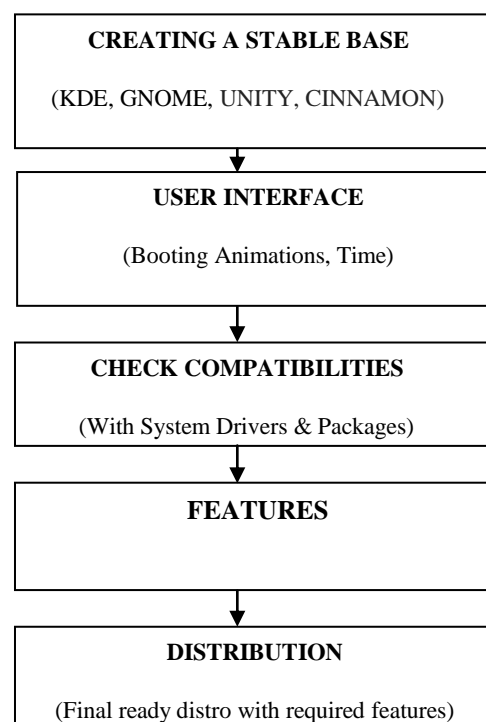 CREATING A STABLE BASE
(KDE, GNOME, UNITY, CINNAMON)
USER INTERFACE
(Booting Animations, Time)
CHECK COMPATIBILITIES
(With System Drivers & Packages)
FEATURES
DISTRIBUTION
(Final ready distro with required features)